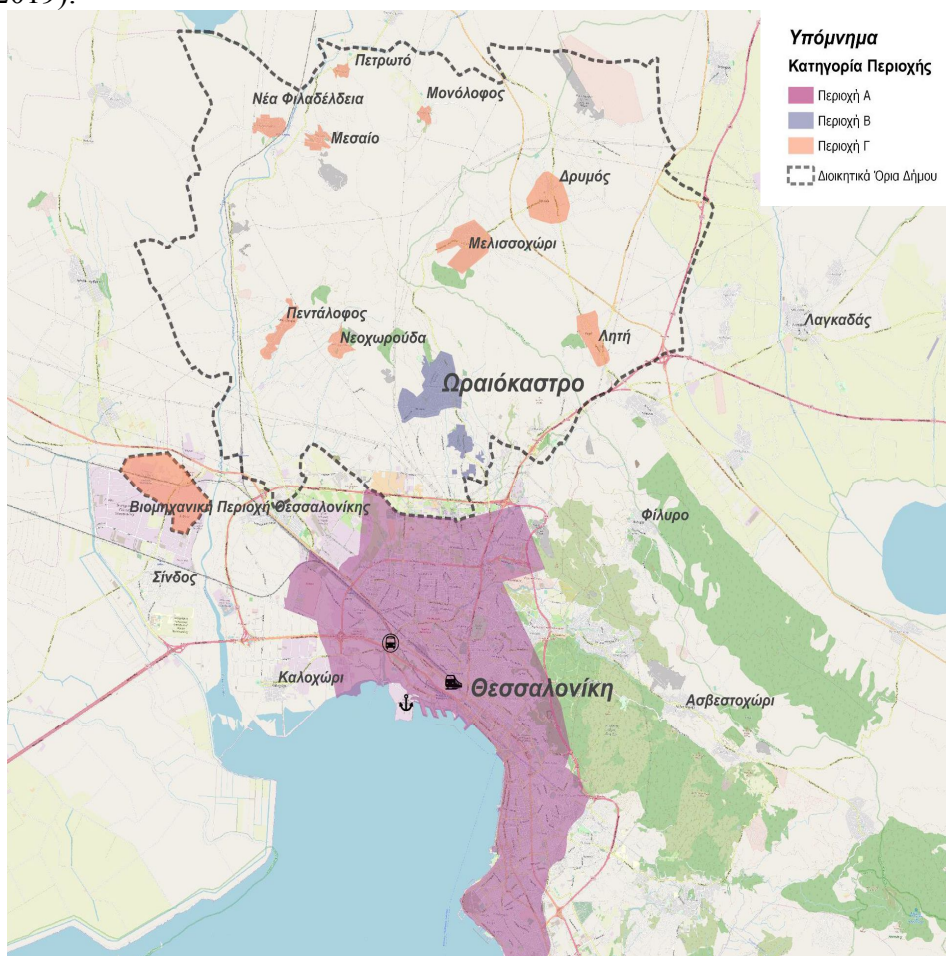 2019).
Υπόμνημα
Κατηγορία Περιοχής
Περιοχή Α
Περιοχή Β
Περιοχή Γ
Διοικητικά Όρια Δήμου
Πετρωτό
Νέα Φιλαδέλδεια
Μονόλοφος
Μεσαίο
Δρυμός
Μελισσοχώρι
Πεντάλοφος
Νεοχωρούδα
Λητή
Λαγκαδάς
Ωραιόκαστρο
Βιομηχανική Περιοχή Θεσσαλονίκης
Φίλυρο
Σίνδος
Καλοχώρι
Θεσσαλονίκη
Ασβεστοχώρι